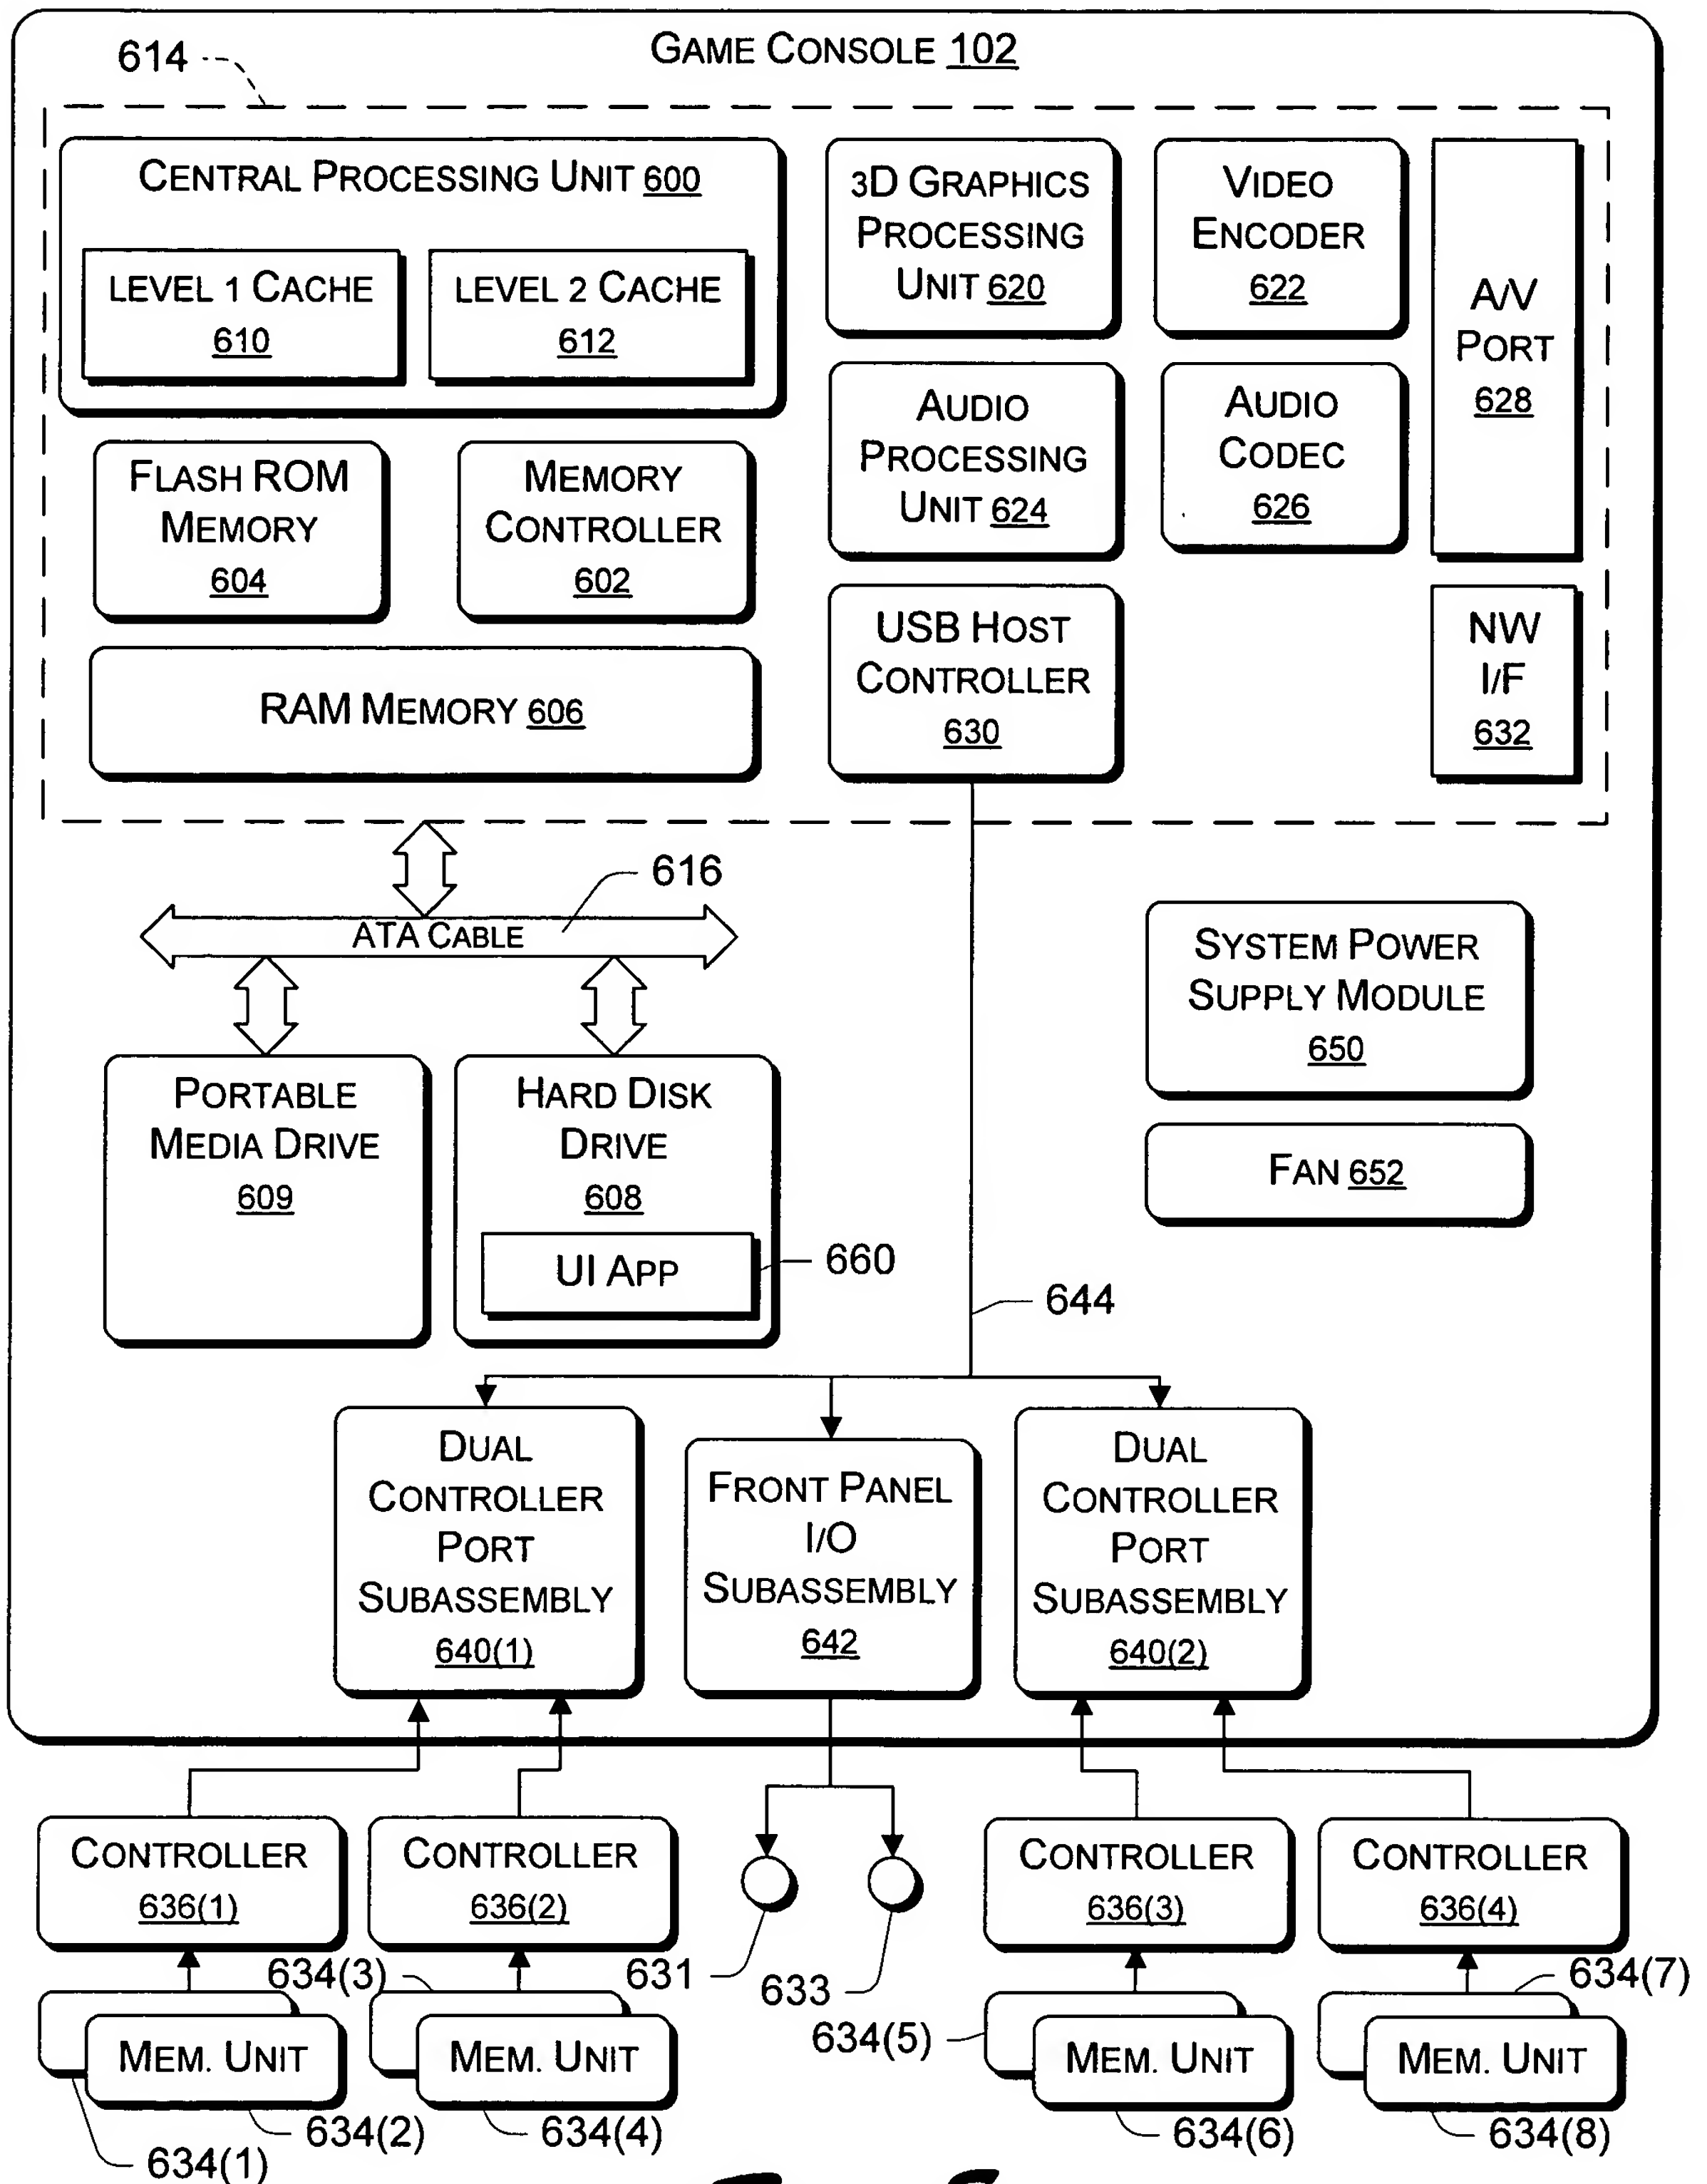 GAME CONSOLE 102
614
CENTRAL PROCESSING UNIT 600
LEVEL 1 CACHE
610
LEVEL 2 CACHE
612
3D GRAPHICS
PROCESSING
UNIT 620
VIDEO
ENCODER
622
A/V
PORT
628
AUDIO
PROCESSING
UNIT 624
AUDIO
CODEC
626
FLASH ROM
MEMORY
604
MEMORY
CONTROLLER
602
USB HOST
CONTROLLER
630
NW
I/F
632
RAM MEMORY 606
616
ATA CABLE
SYSTEM POWER
SUPPLY MODULE
650
PORTABLE
MEDIA DRIVE
609
HARD DISK
DRIVE
608
UI APP
660
FAN 652
644
DUAL
CONTROLLER
PORT
SUBASSEMBLY
640(1)
FRONT PANEL
I/O
SUBASSEMBLY
642
DUAL
CONTROLLER
PORT
SUBASSEMBLY
640(2)
CONTROLLER
636(1)
CONTROLLER
636(2)
CONTROLLER
636(3)
CONTROLLER
636(4)
634(3)
631
633
634(7)
634(5)
MEM. UNIT
MEM. UNIT
MEM. UNIT
MEM. UNIT
634(2)
634(4)
634(6)
634(8)
634(1)